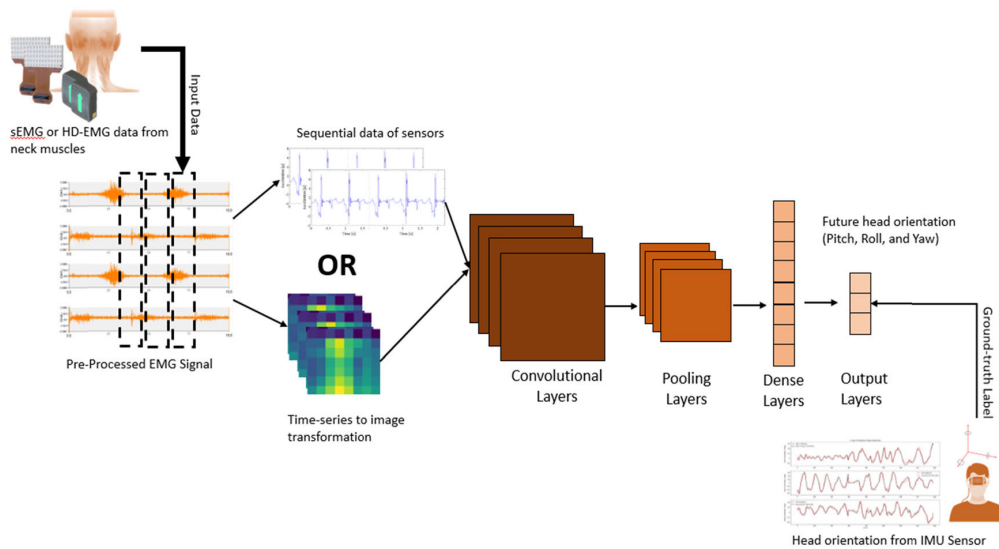 Input Data
sEMG or HD-EMG data from
neck muscles
Sequential data of sensors
Time [s]
Time [s]
OR
Pre-Processed EMG Signal
Time-series to image
transformation
Convolutional
Layers
Pooling
Layers
Dense
Layers
Output
Layers
Future head orientation
(Pitch, Roll, and Yaw)
Ground-truth Label
Head orientation from IMU Sensor